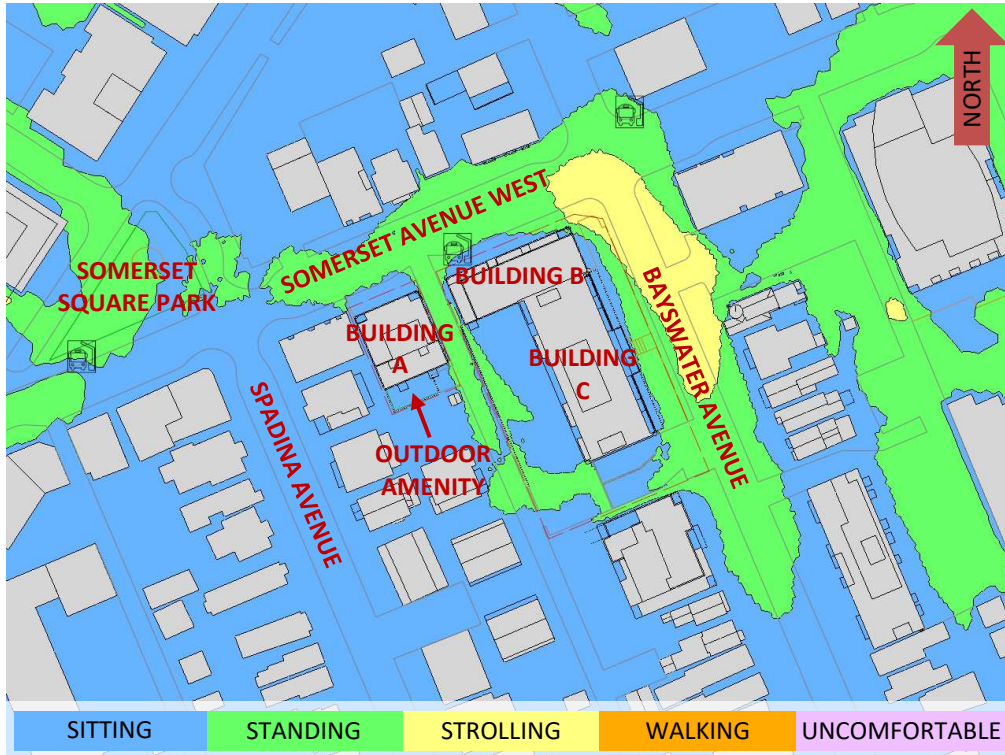 NORTH
SOMERSET AVENUE WEST
SOMERSET
SQUARE PARK
BUILDING B
BUILDING
A
BUILDING
C
BAYSWATER AVENUE
SPADINA AVENUE
OUTDOOR
AMENITY
SITTING
STANDING
STROLLING
WALKING
UNCOMFORTABLE